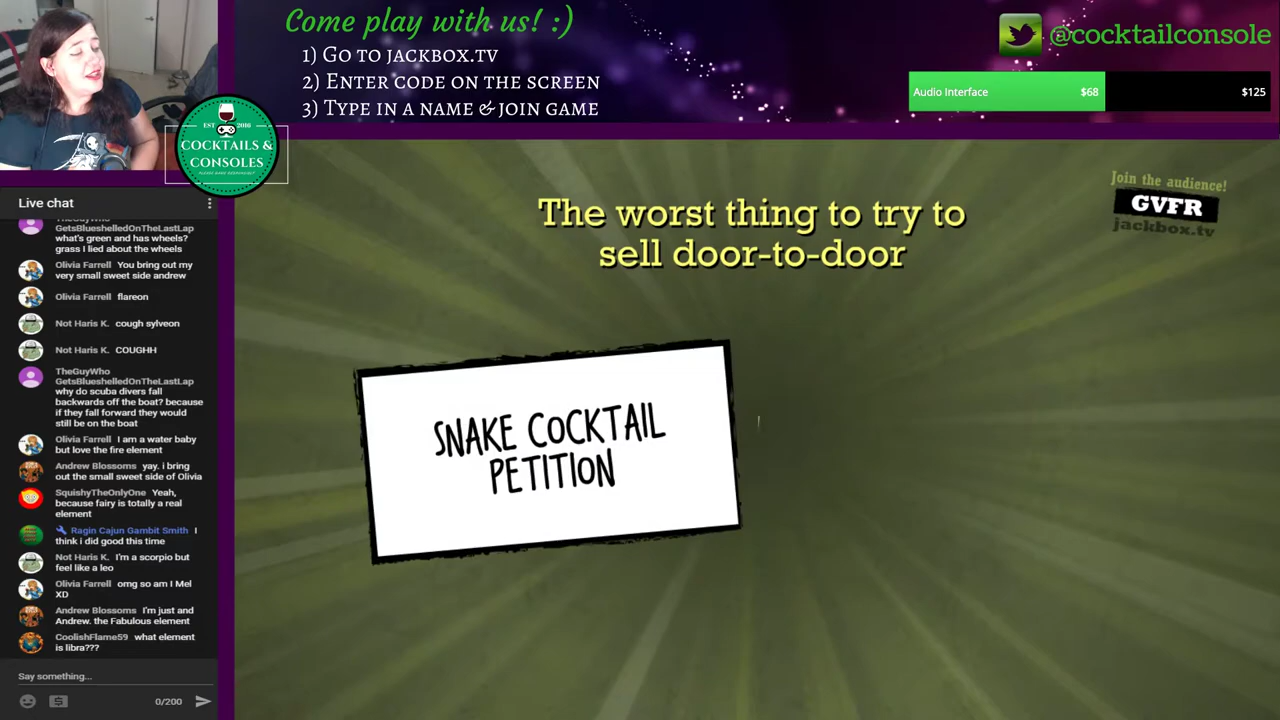 Come play with us! :)
1) Go to jackbox.tv
2) Enter code on the screen
3) Type in a name & join game
@cocktailconsole
Audio Interface $68 $125
EST 2018
COCKTAILS &
CONSOLES
Live chat
TheGuyWho
GetsBlueshelledOnTheLastLap
what's green and has wheels?
grass I lied about the wheels
Olivia Farrell You bring out my
very small sweet side andrew
Olivia Farrell flareon
Not Haris K. cough sylveon
Not Haris K. COUGHH
TheGuyWho
GetsBlueshelledOnTheLastLap
why do scuba divers fall
backwards off the boat? because
if they fall forward they would
still be on the boat
Olivia Farrell I am a water baby
but love the fire element
Andrew Blossoms yay. i bring
out the small sweet side of Olivia
SquishyTheOnlyOne Yeah,
because fairy is totally a real
element
Ragin Cajun Gambit Smith I
think i did good this time
Not Haris K. I'm a scorpio but
feel like a leo
Olivia Farrell omg so am I Mel
XD
Andrew Blossoms I'm just and
Andrew. the Fabulous element
CoolishFlame59 what element
is libra???
Say something...
0/200
The worst thing to try to
sell door-to-door
Join the audience!
GVFR
jackbox.tv
SNAKE COCKTAIL
PETITION